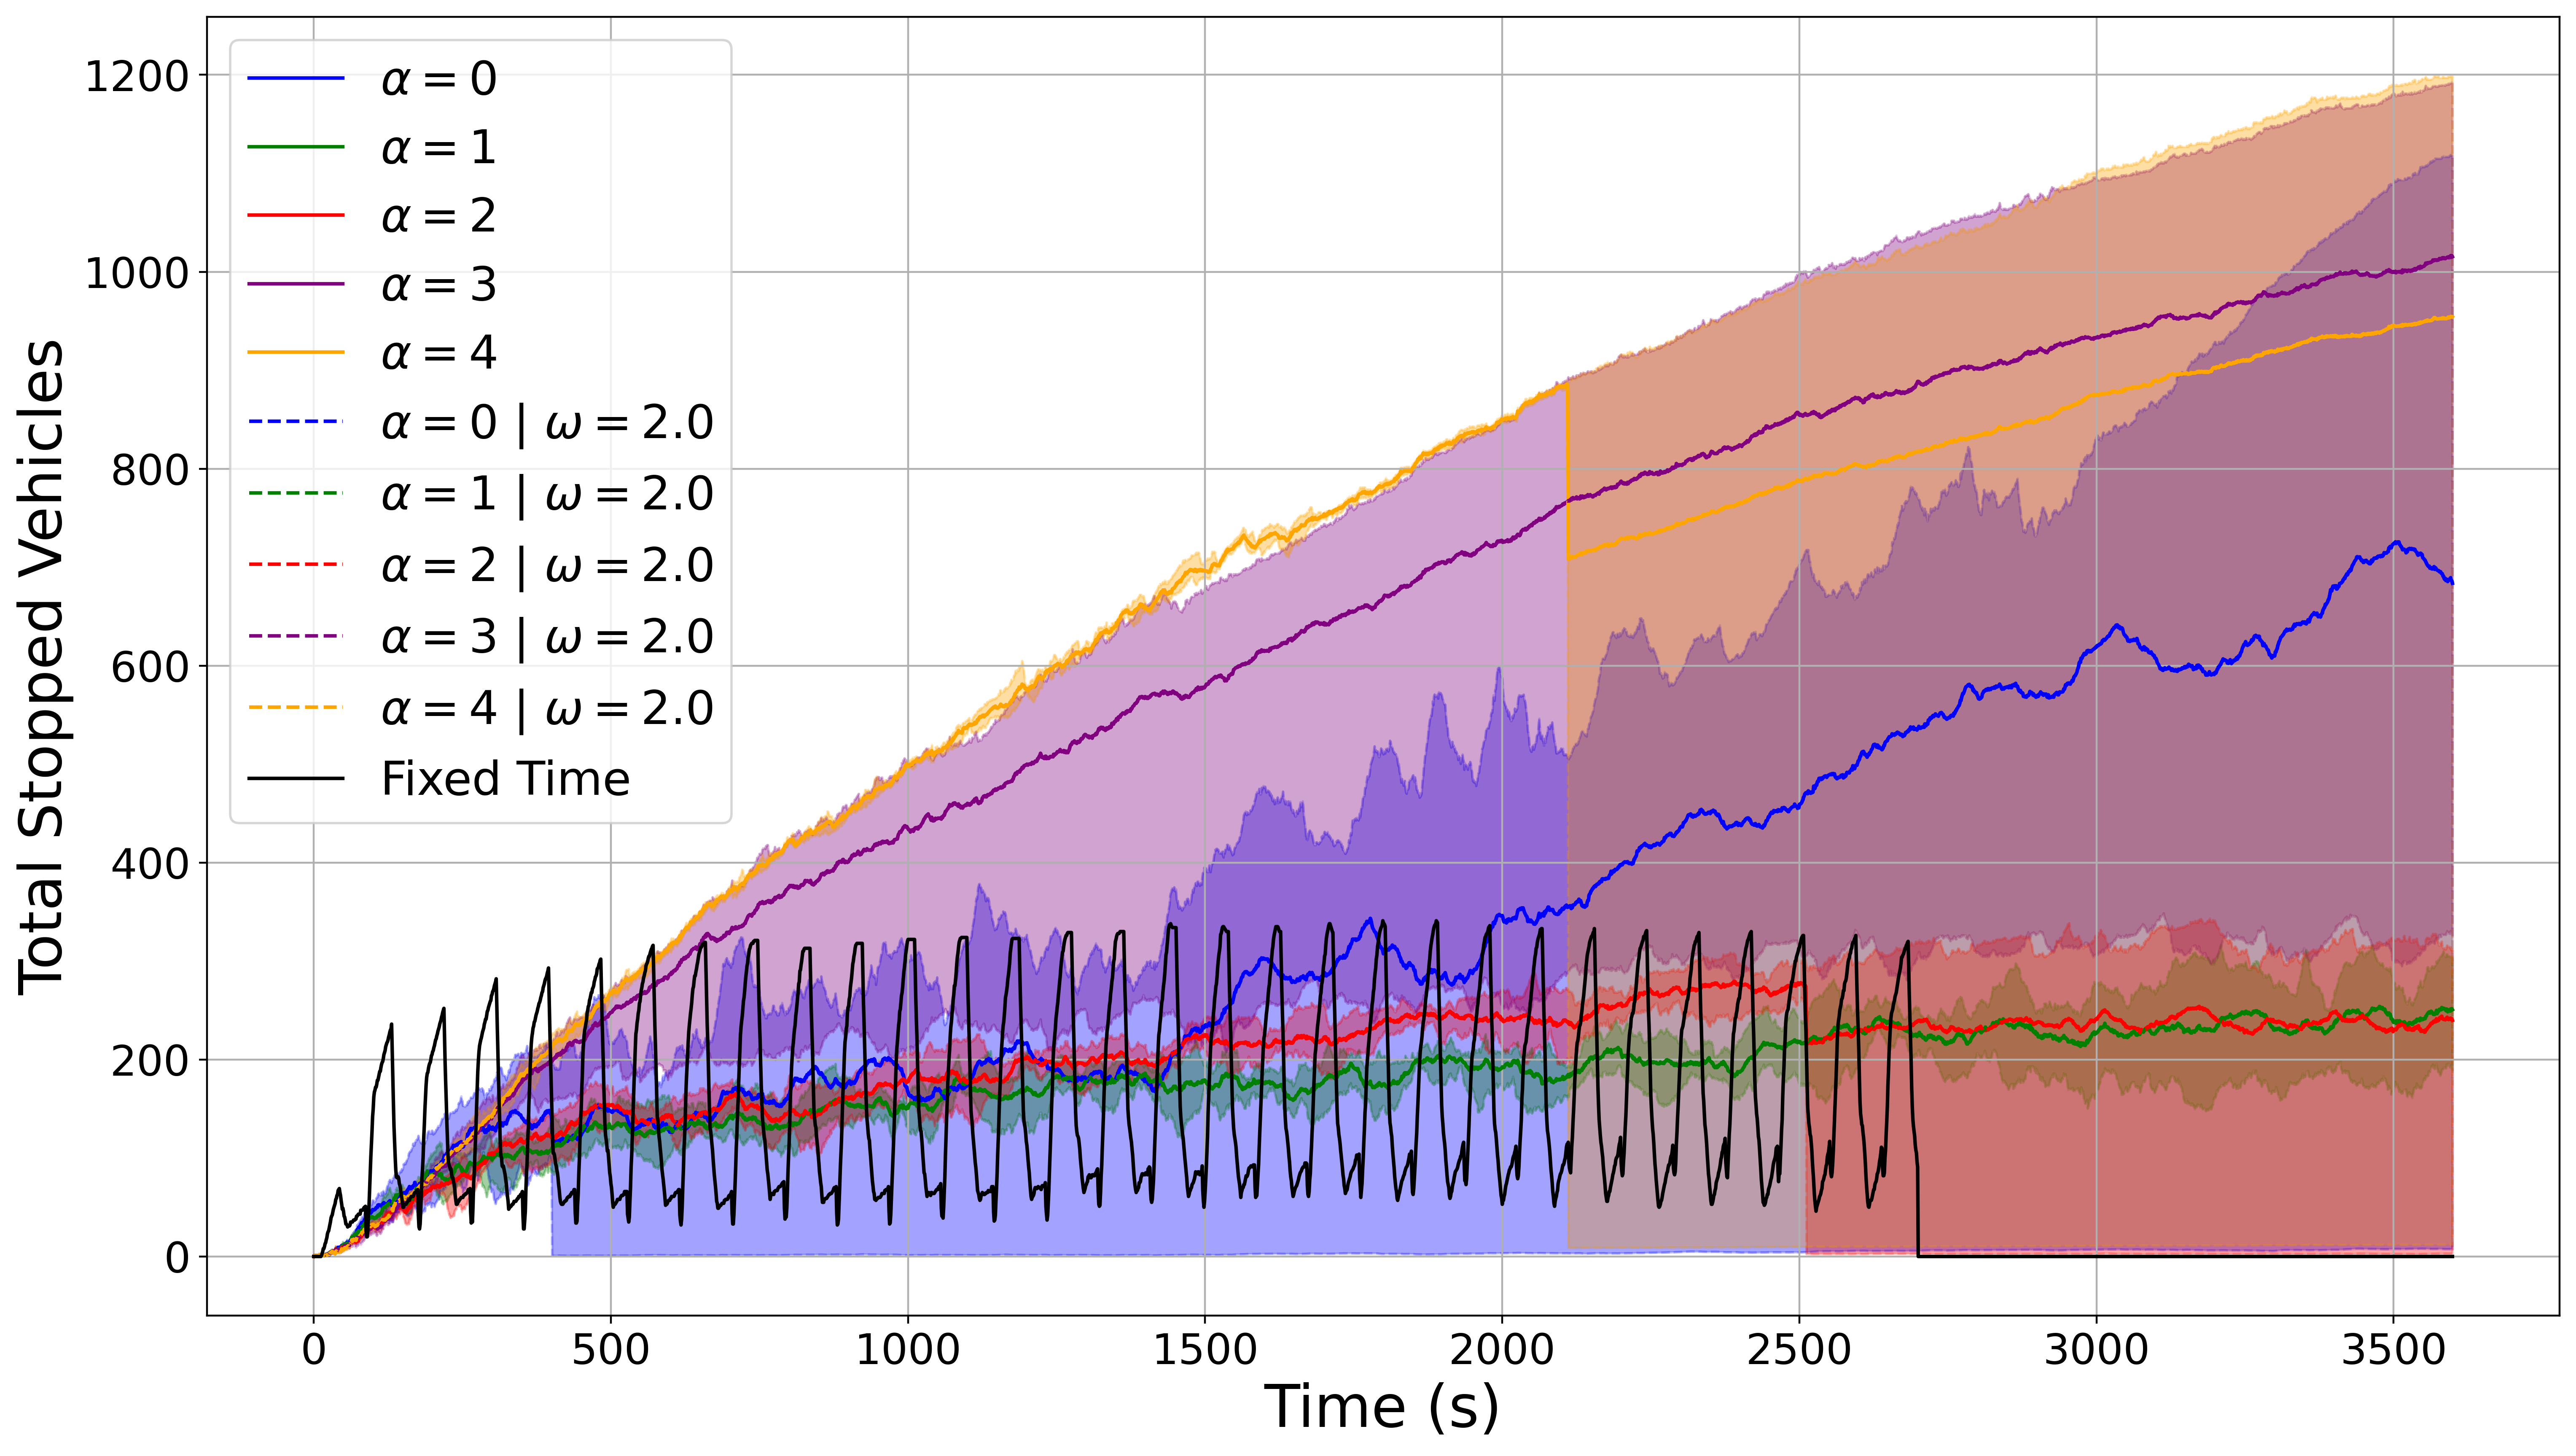 Total Stopped Vehicles
1200
1000
800
600
400
200
0
α = 0
α = 1
α = 2
α = 3
α = 4
α = 0 | ω = 2.0
α = 1 | ω = 2.0
α = 2 | ω = 2.0
α = 3 | ω = 2.0
α = 4 | ω = 2.0
Fixed Time
0 500 1000 1500 2000 2500 3000 3500
Time (s)